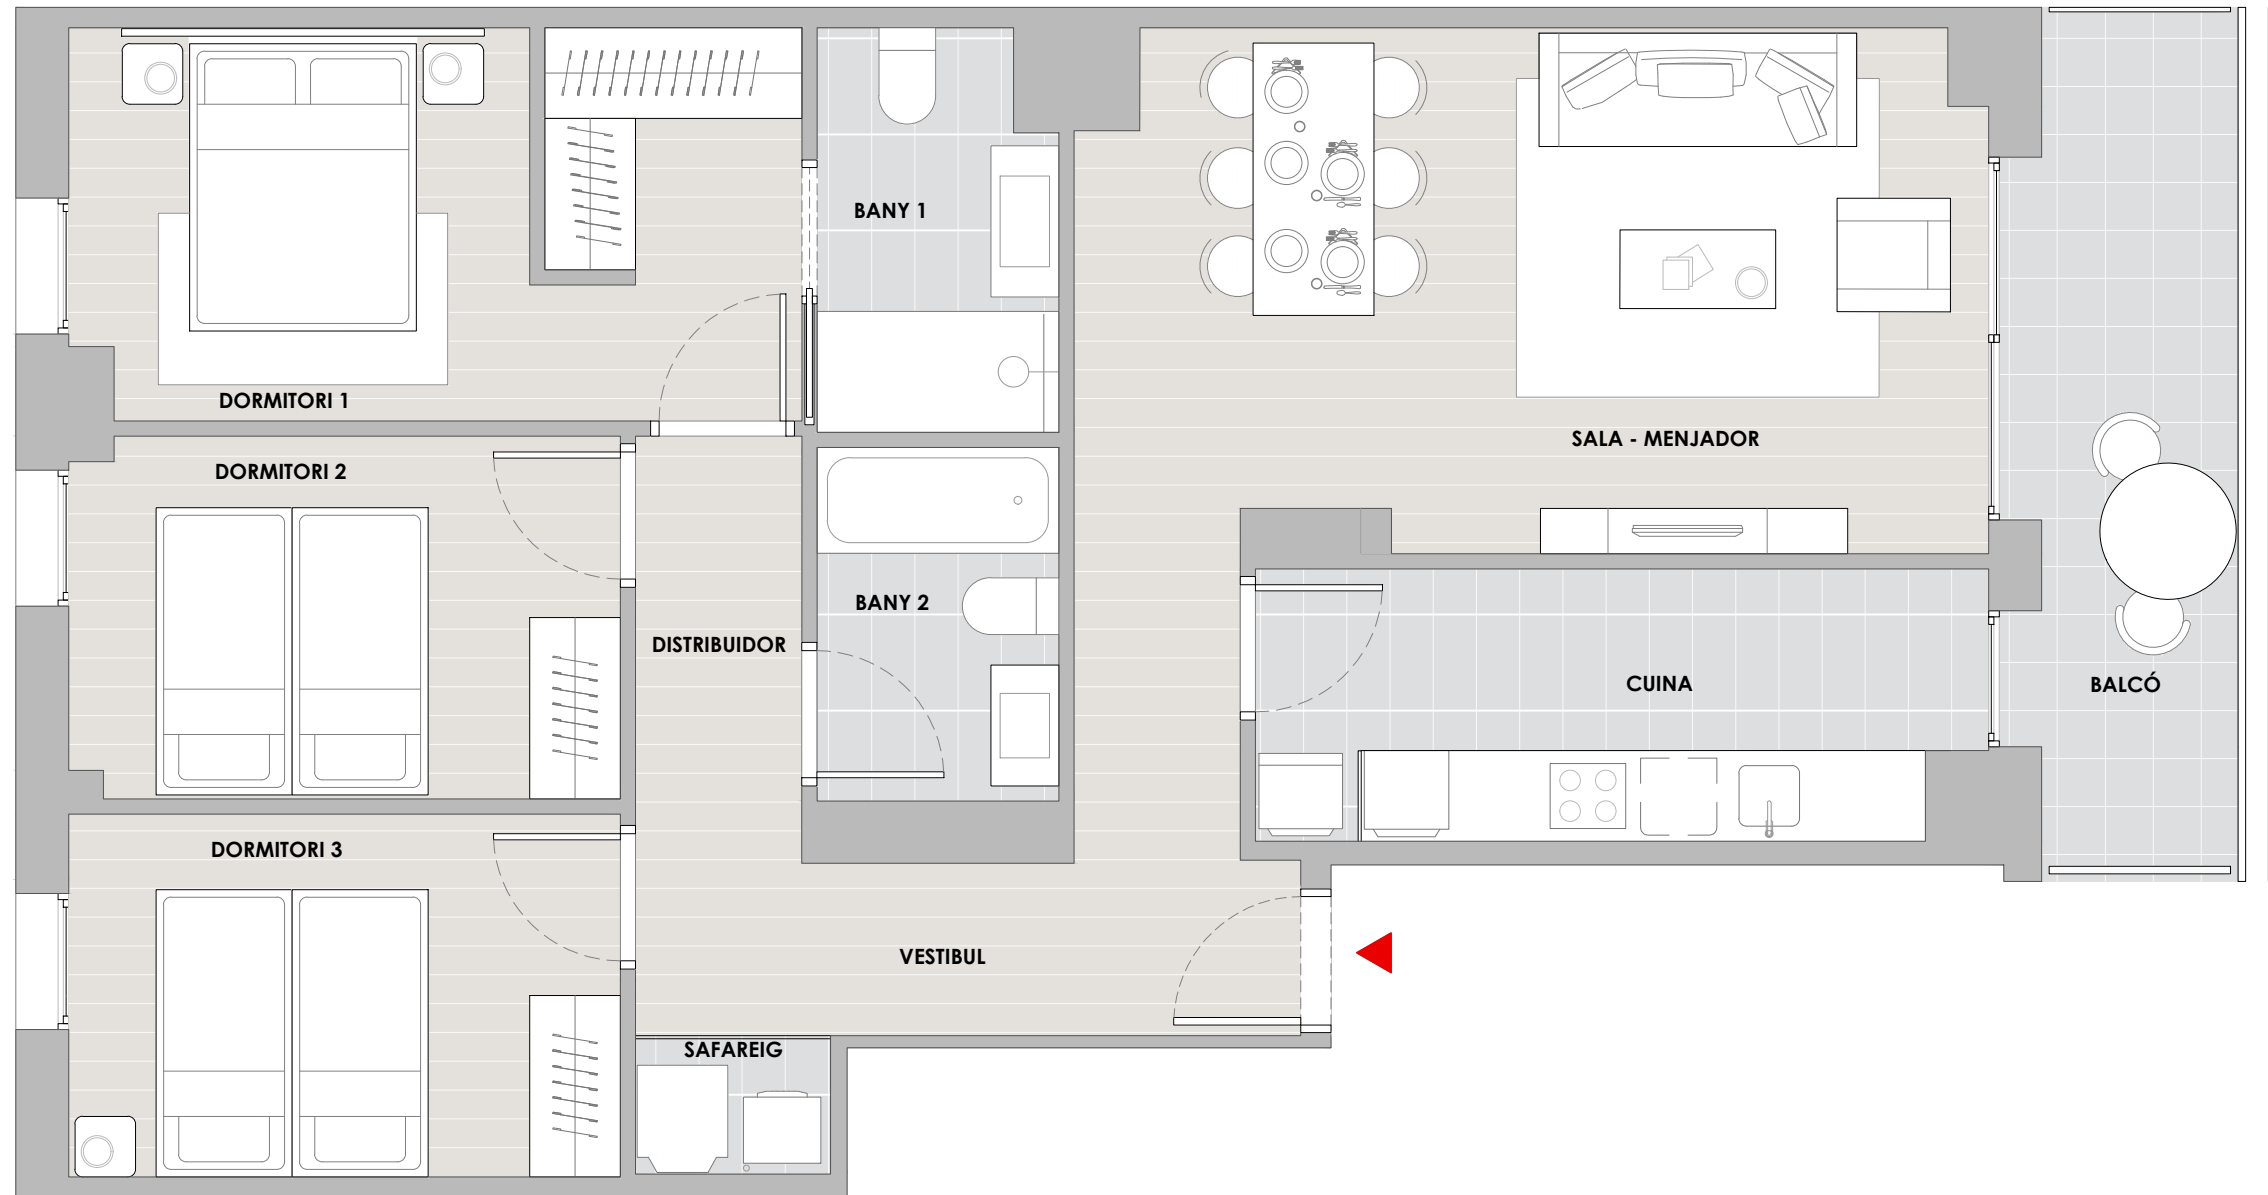 BANY 1
DORMITORI 1
SALA - MENJADOR
DORMITORI 2
BANY 2
DISTRIBUIDOR
CUINA
BALCÓ
DORMITORI 3
VESTIBUL
SAFAREIG